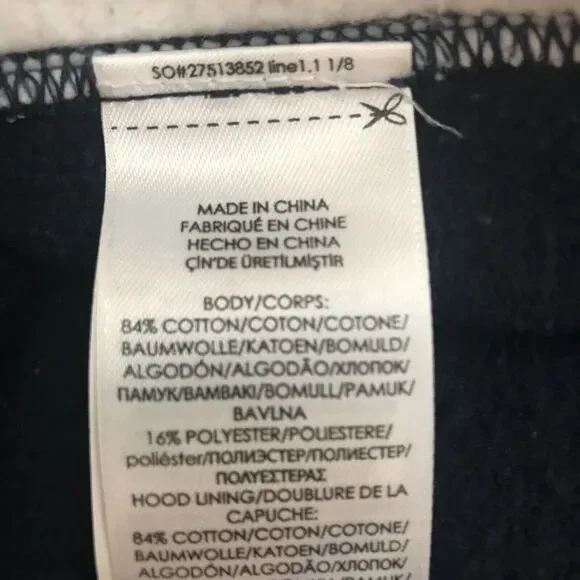 SO#27513852 line1.1 1/8
MADE IN CHINA
FABRIQUÉ EN CHINE
HECHO EN CHINA
ÇİN'DE ÜRETİLMİŞTİR
BODY/CORPS:
84% COTTON/COTON/COTONE/
BAUMWOLLE/KATOEN/BOMULD/
ALGODÓN/ALGODÃO/ХЛОПОК/
ПАМУК/ΒΑΜΒΑΚΙ/BOMULL/PAMUK/
BAVLNA
16% POLYESTER/POLIESTERE/
poliéster/ПОЛИЭСТЕР/ПОЛИЕСТЕР/
ΠΟΛΥΕΣΤΕΡΑΣ
HOOD LINING/DOUBLURE DE LA
CAPUCHE:
84% COTTON/COTON/COTONE/
BAUMWOLLE/KATOEN/BOMULD/
ALGODÓN/ALGODÃO/ХЛОПОК/